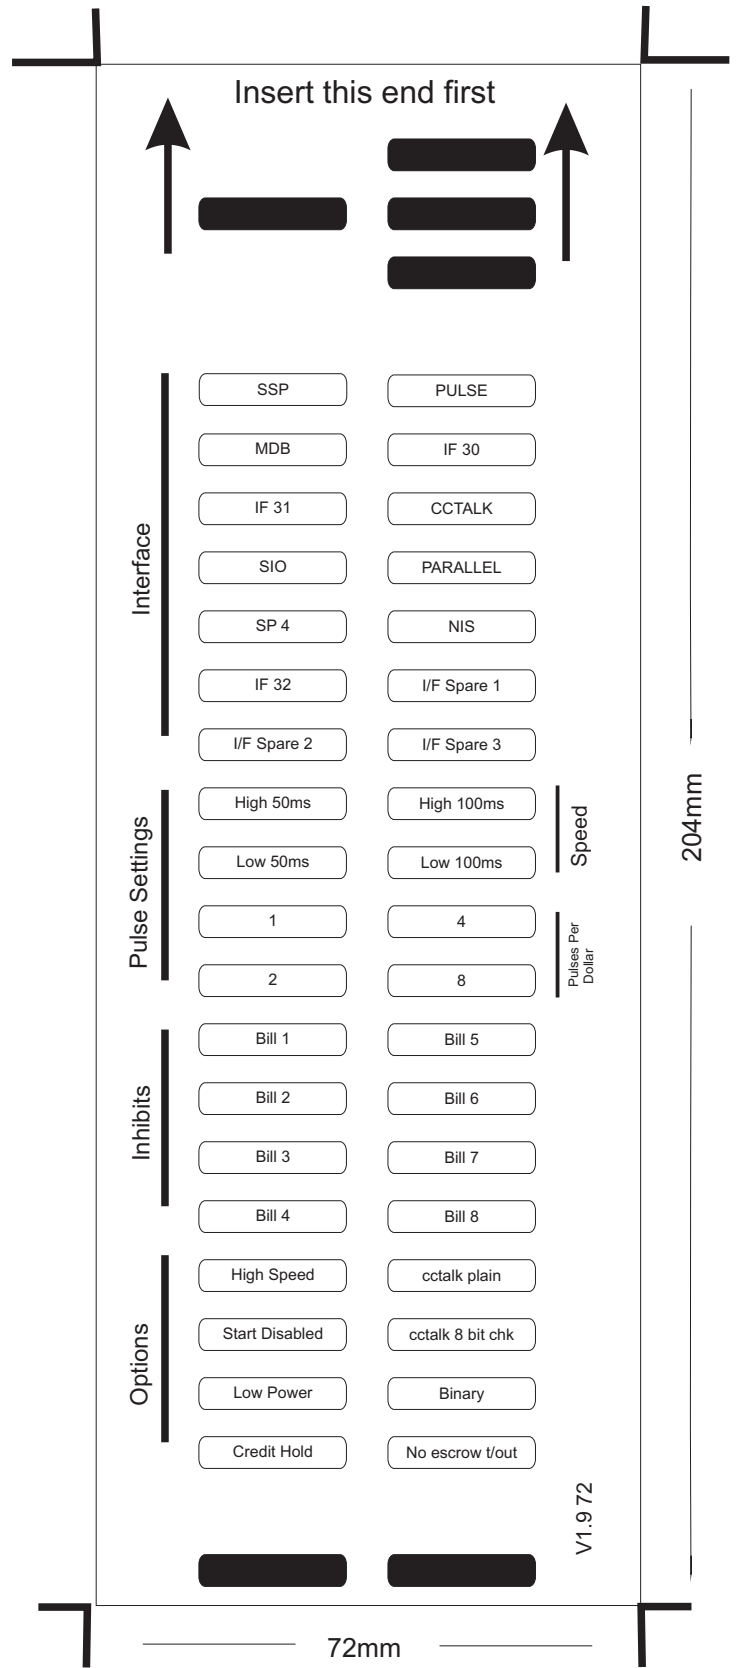 Insert this end first
Interface
SSP
PULSE
MDB
IF 30
IF 31
CCTALK
SIO
PARALLEL
SP 4
NIS
IF 32
I/F Spare 1
I/F Spare 2
I/F Spare 3
Pulse Settings
High 50ms
High 100ms
Speed
Low 50ms
Low 100ms
1
4
Pulses Per
Dollar
2
8
Inhibits
Bill 1
Bill 5
Bill 2
Bill 6
Bill 3
Bill 7
Bill 4
Bill 8
Options
High Speed
cctalk plain
Start Disabled
cctalk 8 bit chk
Low Power
Binary
Credit Hold
No escrow t/out
V1.9 72
204mm
72mm